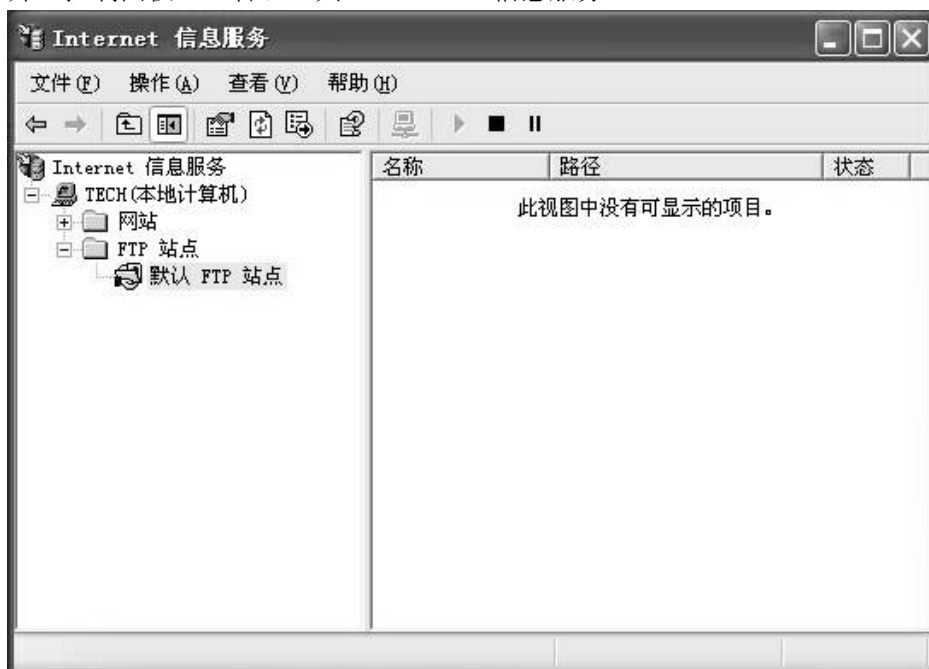 Internet 信息服务
文件(F) 操作(A) 查看(V) 帮助(H)
Internet 信息服务
TECH(本地计算机)
网站
FTP 站点
默认 FTP 站点
名称 路径 状态
此视图中没有可显示的项目。